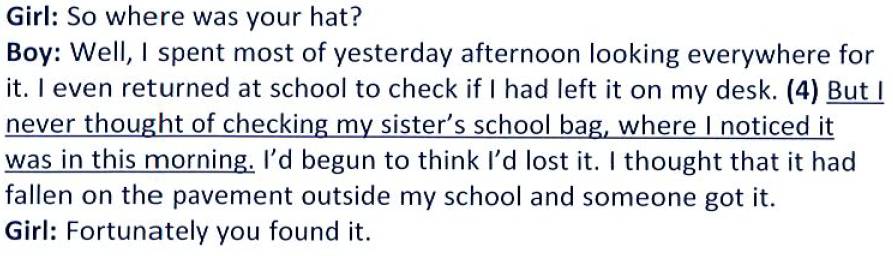 Girl: So where was your hat?
Boy: Well, I spent most of yesterday afternoon looking everywhere for
it. I even returned at school to check if I had left it on my desk. (4) But I
never thought of checking my sister’s school bag, where I noticed it
was in this morning. I’d begun to think I’d lost it. I thought that it had
fallen on the pavement outside my school and someone got it.
Girl: Fortunately you found it.